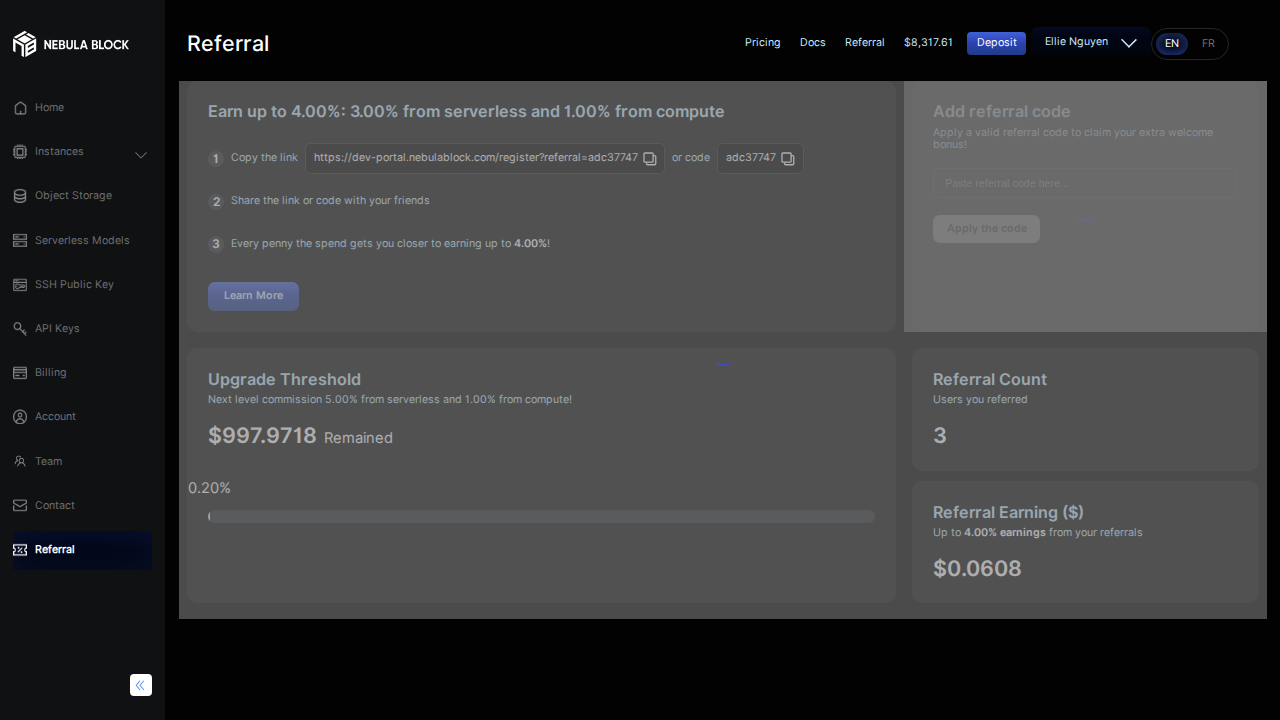 NEBULA BLOCK
Home
Instances
Object Storage
Serverless Models
SSH Public Key
API Keys
Billing
Account
Team
Contact
Referral
Referral
Pricing
Docs
Referral
$8,317.61
Deposit
Ellie Nguyen
EN
FR
Earn up to 4.00%: 3.00% from serverless and 1.00% from compute
1 Copy the link https://dev-portal.nebulablock.com/register?referral=adc37747 or code adc37747
2 Share the link or code with your friends
3 Every penny the spend gets you closer to earning up to 4.00%!
Learn More
Add referral code
Apply a valid referral code to claim your extra welcome
bonus!
Paste referral code here...
Apply the code
Upgrade Threshold
Next level commission 5.00% from serverless and 1.00% from compute!
$997.9718 Remained
0.20%
Referral Count
Users you referred
3
Referral Earning ($)
Up to 4.00% earnings from your referrals
$0.0608